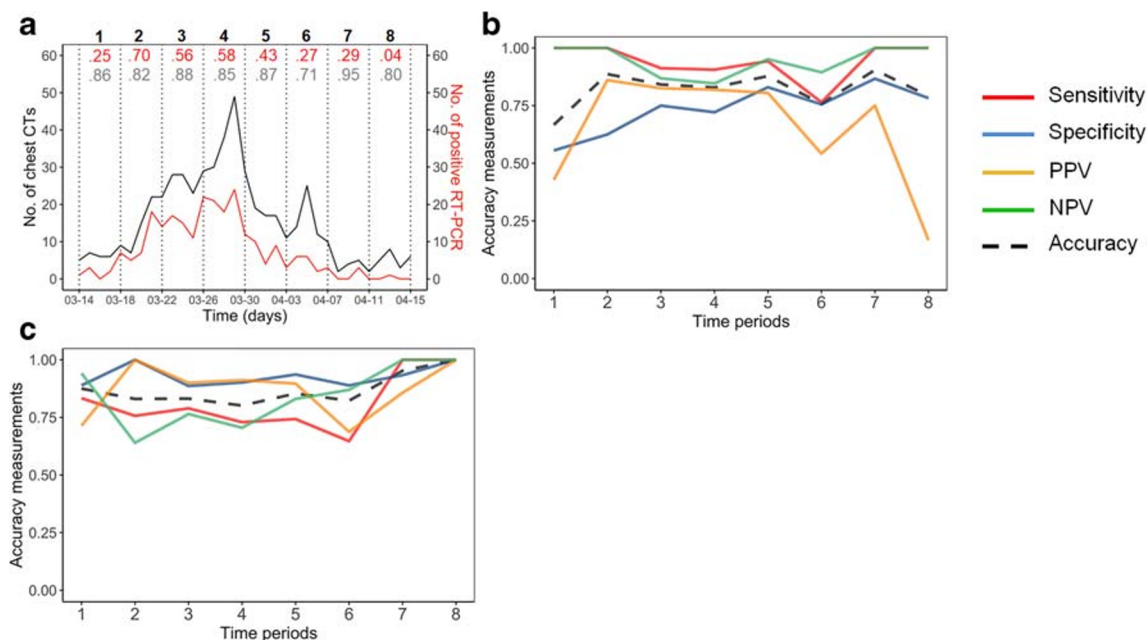 a
1 2 3 4 5 6 7 8
60 .25 .70 .56 .58 .43 .27 .29 .04 60
.86 .82 .88 .85 .87 .71 .95 .80
50 50
40 40
30 30
20 20
10 10
0 0
No. of chest CTs
No. of positive RT-PCR
03-14 03-18 03-22 03-26 03-30 04-03 04-07 04-11 04-15
Time (days)
b
1.00
0.75
0.50
0.25
0.00
Accuracy measurements
1 2 3 4 5 6 7 8
Time periods
Sensitivity
Specificity
PPV
NPV
Accuracy
c
1.00
0.75
0.50
0.25
0.00
Accuracy measurements
1 2 3 4 5 6 7 8
Time periods